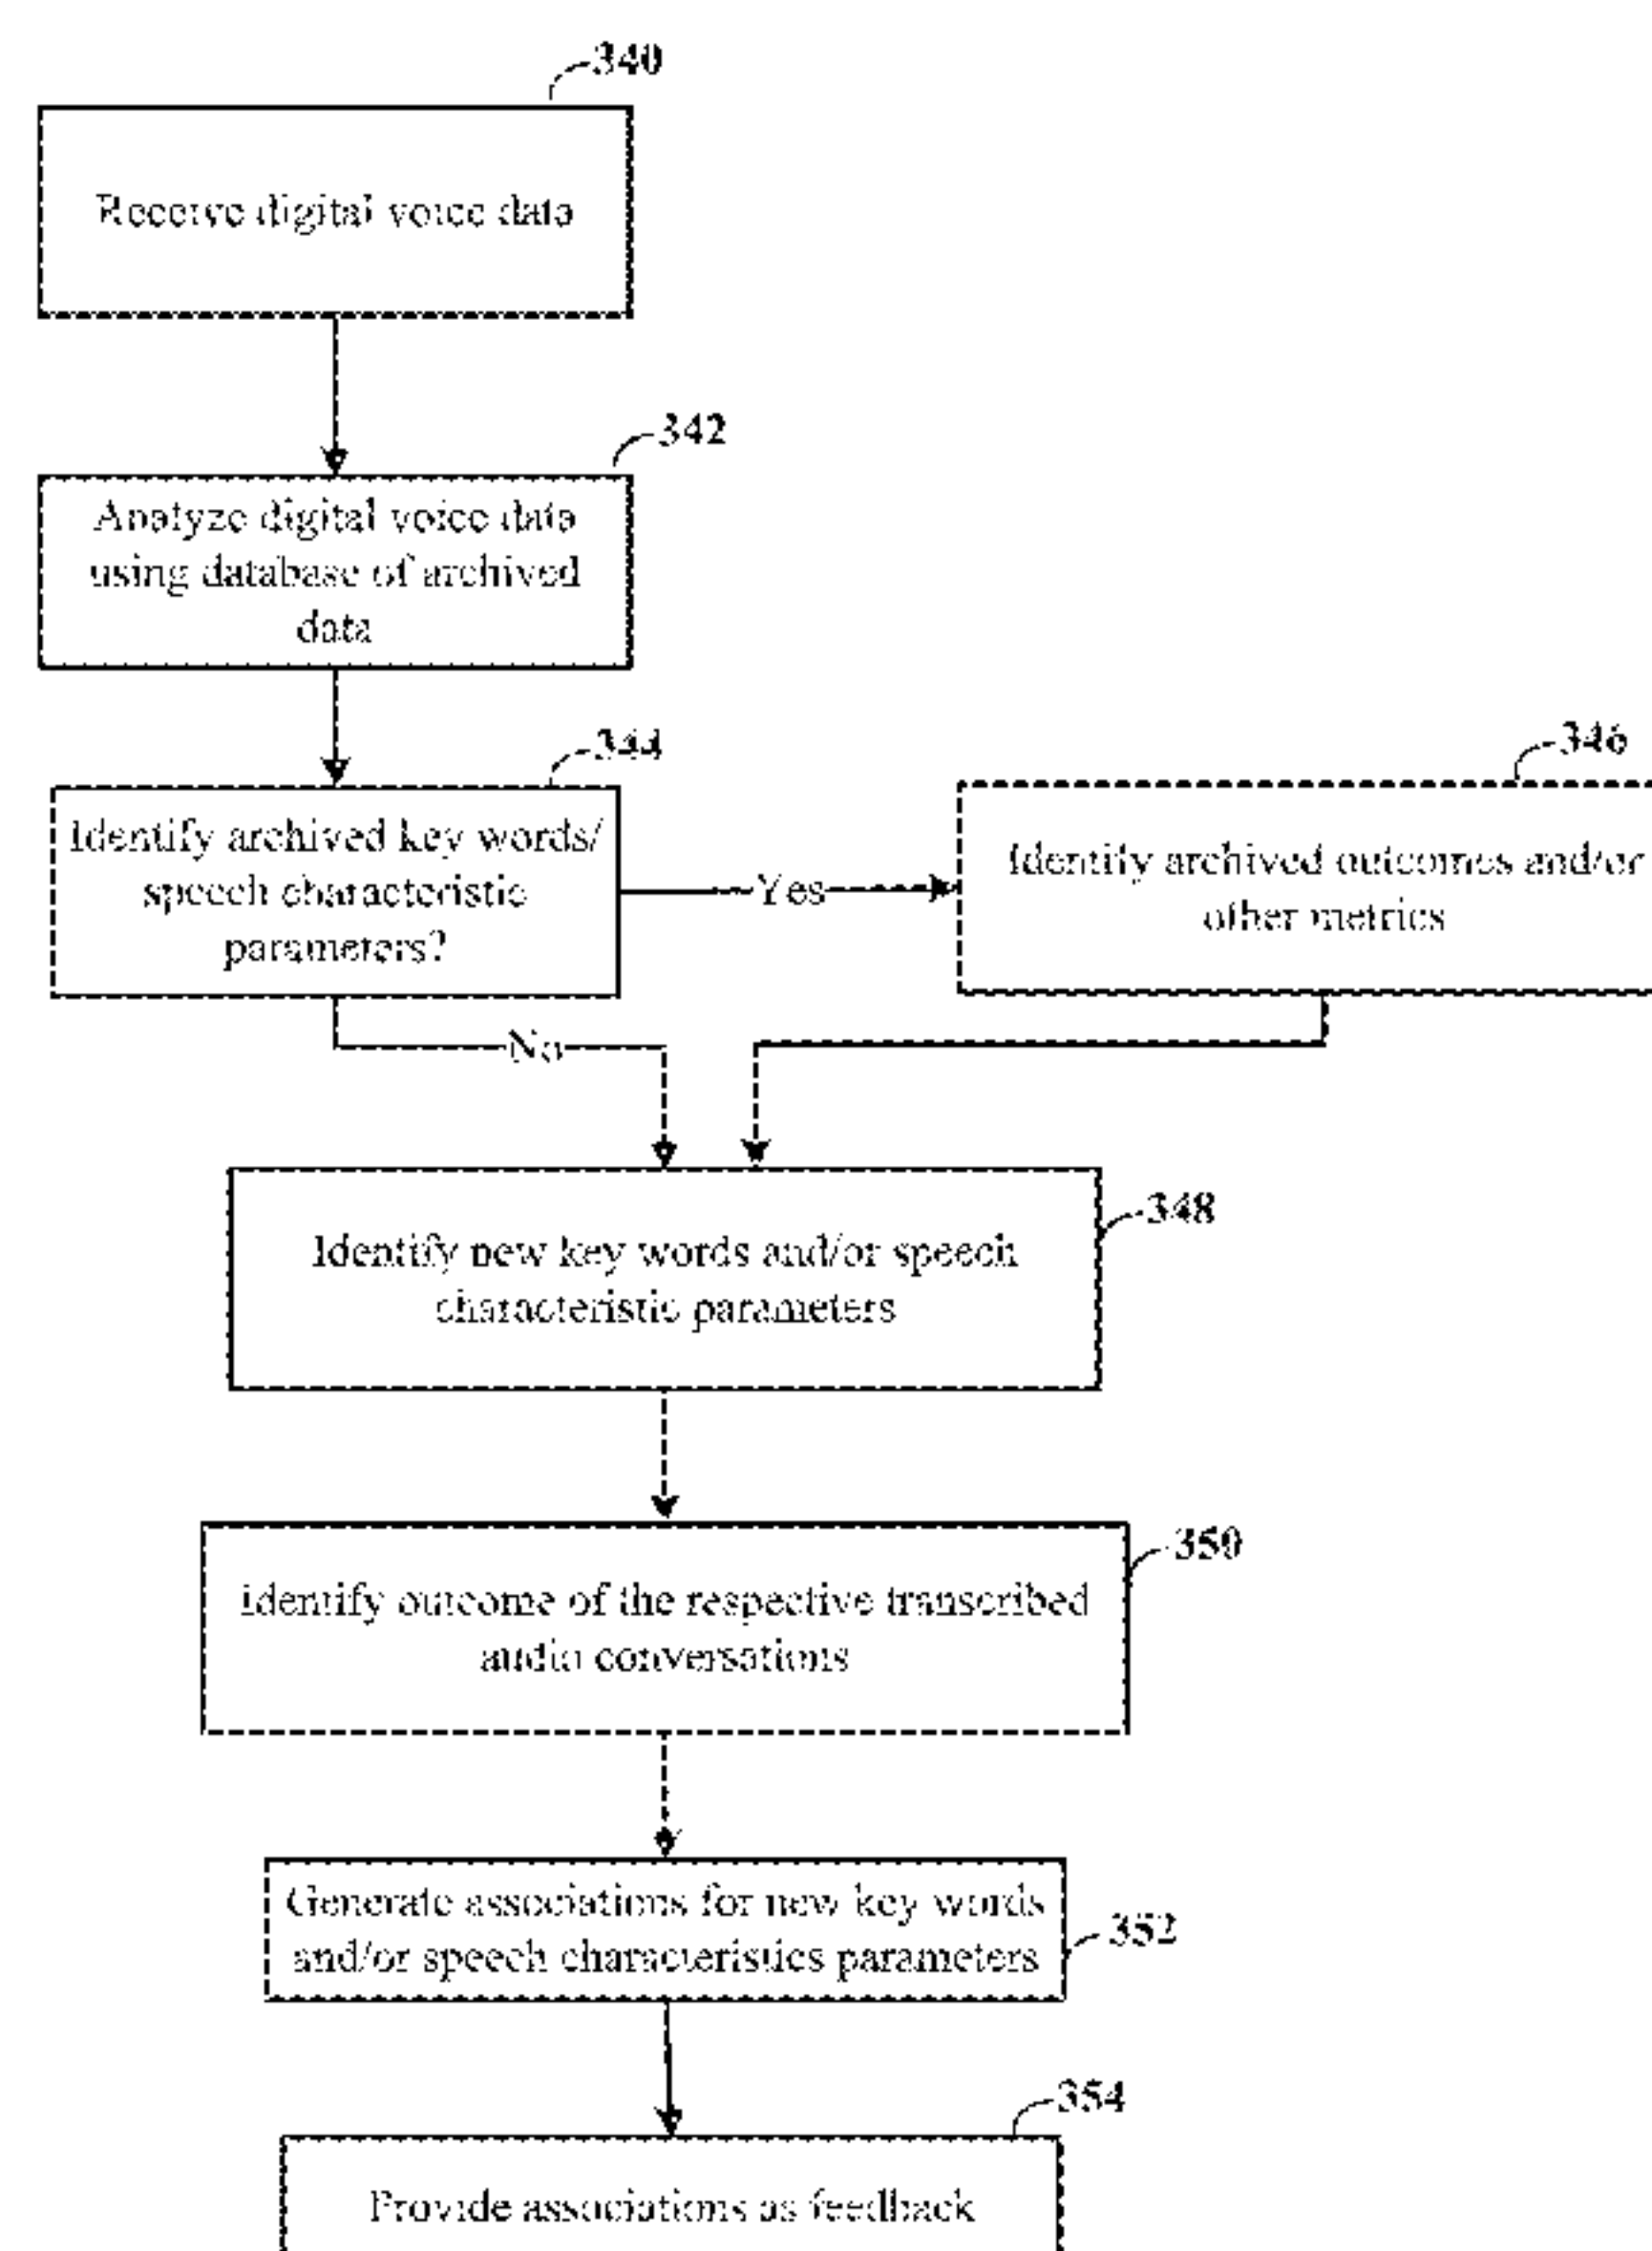 340
Receive digital voice data
342
Analyze digital voice data
using database of archived
data
344
Identify archived key words/
speech characteristic
parameters?
Yes
346
Identify archived outcomes and/or
other metrics
No
348
Identify new key words and/or speech
characteristic parameters
350
Identify outcome of the respective transcribed
audio conversations
352
Generate associations for new key words
and/or speech characteristics parameters
354
Provide associations as feedback